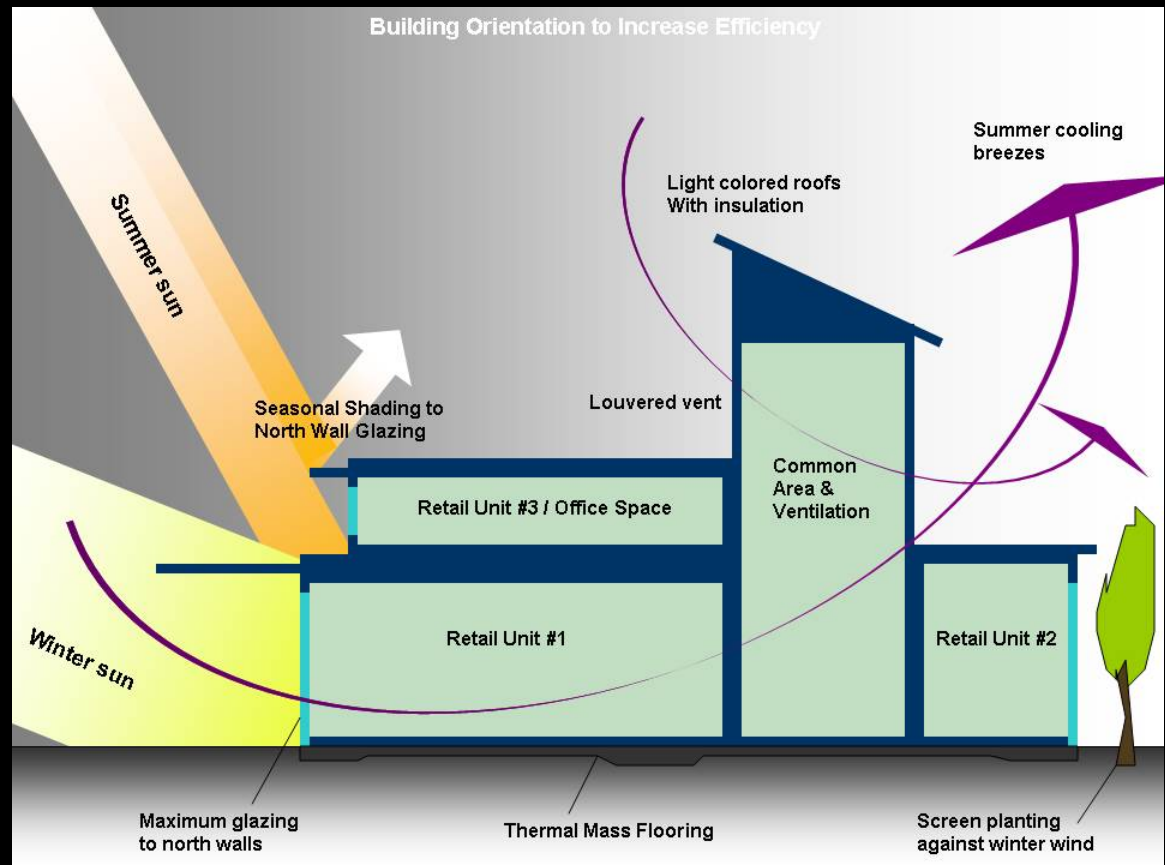 Building Orientation to Increase Efficiency
Summer cooling
breezes
Light colored roofs
With insulation
Summer sun
Seasonal Shading to
North Wall Glazing
Louvered vent
Common
Area &
Ventilation
Retail Unit #3 / Office Space
Retail Unit #1
Retail Unit #2
Winter sun
Maximum glazing
to north walls
Thermal Mass Flooring
Screen planting
against winter wind